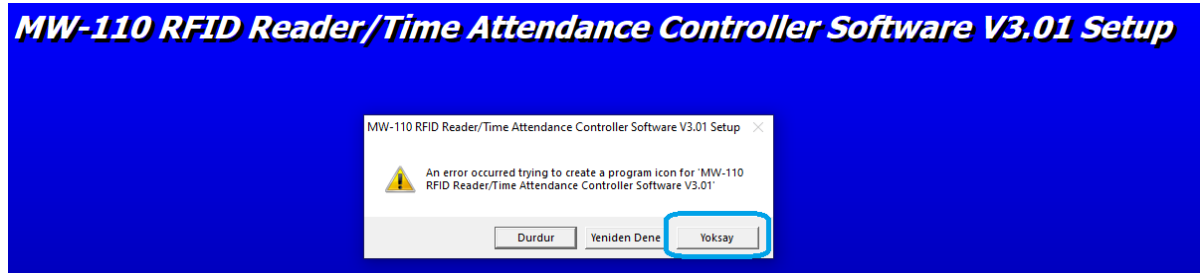 MW-110 RFID Reader/Time Attendance Controller Software V3.01 Setup
MW-110 RFID Reader/Time Attendance Controller Software V3.01 Setup
An error occurred trying to create a program icon for 'MW-110
RFID Reader/Time Attendance Controller Software V3.01'
Durdur Yeniden Dene Yoksay